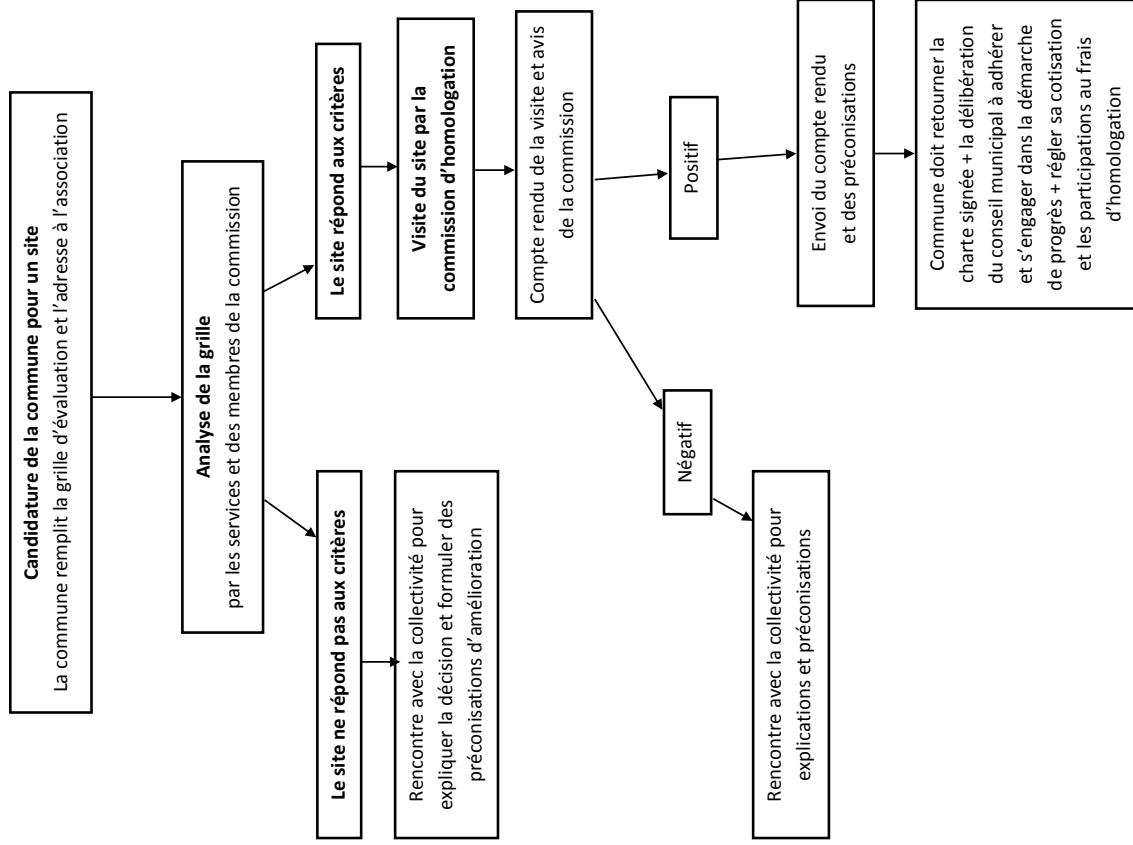 Candidature de la commune pour un site
La commune remplit la grille d’évaluation et l’adresse à l’association
Analyse de la grille
par les services et des membres de la commission
Le site ne répond pas aux critères
Rencontre avec la collectivité pour
expliquer la décision et formuler des
préconisations d’amélioration
Le site répond aux critères
Visite du site par la
commission d’homologation
Compte rendu de la visite et avis
de la commission
Négatif
Rencontre avec la collectivité pour
explications et préconisations
Positif
Envoi du compte rendu
et des préconisations
Commune doit retourner la
charte signée + la délibération
du conseil municipal à adhérer
et s’engager dans la démarche
de progrès + régler sa cotisation
et les participations au frais
d’homologation